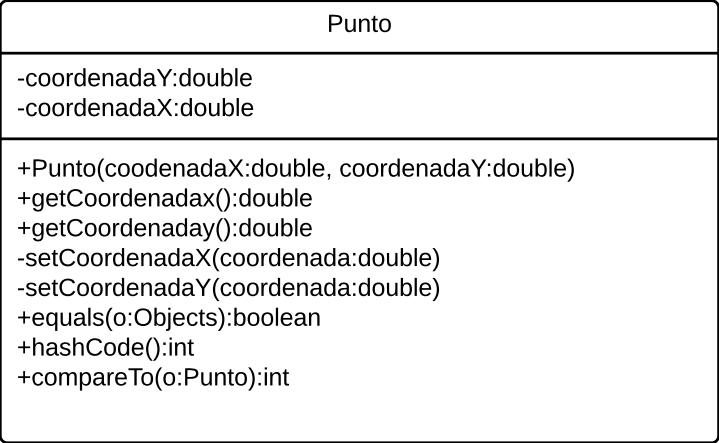 Punto
-coordenadaY:double
-coordenadaX:double
+Punto(coodenadaX:double, coordenadaY:double)
+getCoordenadax():double
+getCoordenaday():double
-setCoordenadaX(coordenada:double)
-setCoordenadaY(coordenada:double)
+equals(o:Objects):boolean
+hashCode():int
+compareTo(o:Punto):int